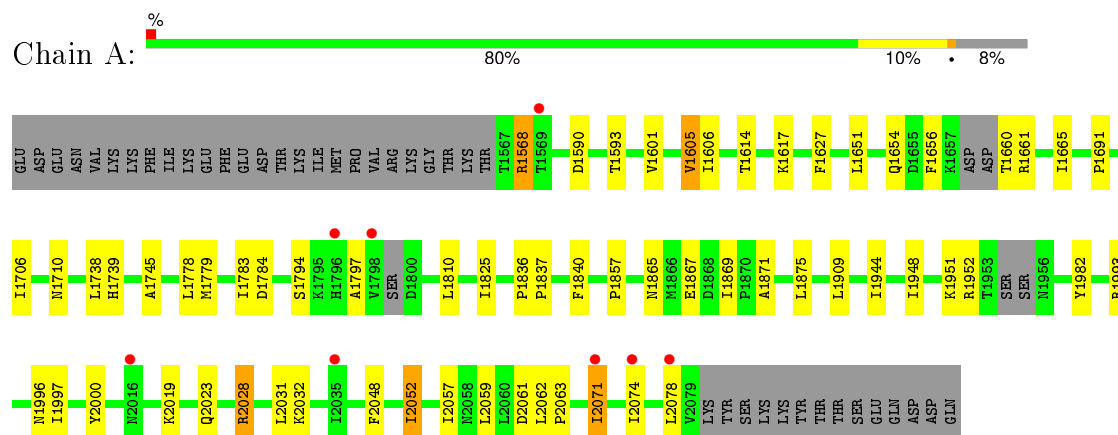 %
Chain A:
80% 10% • 8%
GLU ASP GLU ASN VAL LYS LYS PHE ILE LYS GLU PHE GLU ASP THR LYS ILE MET PRO VAL ARG LYS GLY THR LYS THR T1567 R1568 T1569 D1590 T1593 V1601 V1605 I1606 T1614 K1617 F1627 L1651 Q1654 D1655 F1656 K1657 ASP ASP T1660 R1661 I1665 P1691
I1706 N1710 L1738 H1739 A1745 L1778 M1779 I1783 D1784 S1794 K1795 H1796 A1797 V1798 SER D1800 L1810 I1825 P1836 P1837 F1840 P1857 N1865 M1866 E1867 D1868 I1869 P1870 A1871 L1875 L1909 I1944 I1948 K1951 R1952 T1953 SER SER N1956 Y1982
N1996 I1997 Y2000 N2016 K2019 Q2023 R2028 L2031 K2032 I2035 F2048 I2052 I2057 N2058 L2059 L2060 D2061 L2062 P2063 I2071 I2074 L2078 V2079 LYS TYR SER LYS LYS TYR THR THR SER GLU GLN ASP ASP GLN